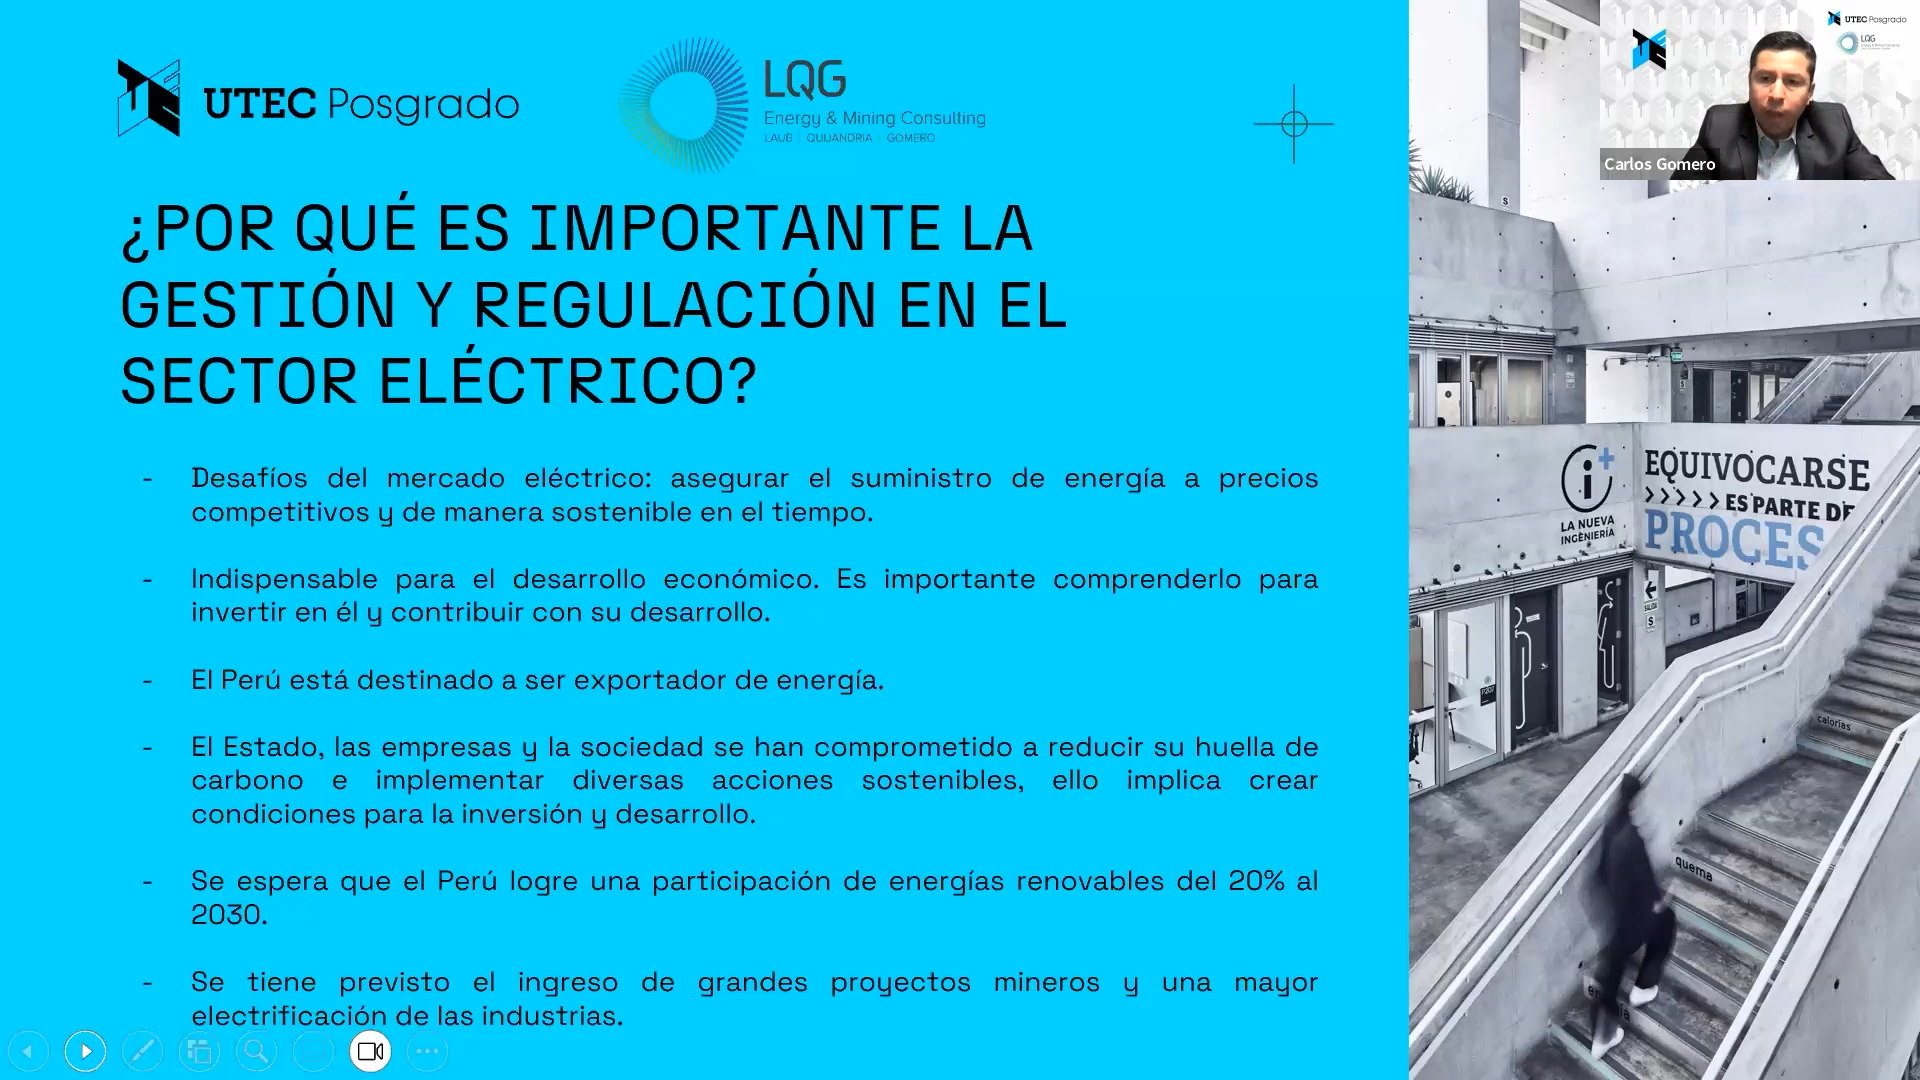 UTEC Posgrado
LQG
Energy & Mining Consulting
LAUB | QUIJANDRIA | GOMERO
¿POR QUÉ ES IMPORTANTE LA
GESTIÓN Y REGULACIÓN EN EL
SECTOR ELÉCTRICO?
- Desafíos del mercado eléctrico: asegurar el suministro de energía a precios
competitivos y de manera sostenible en el tiempo.
- Indispensable para el desarrollo económico. Es importante comprenderlo para
invertir en él y contribuir con su desarrollo.
- El Perú está destinado a ser exportador de energía.
- El Estado, las empresas y la sociedad se han comprometido a reducir su huella de
carbono e implementar diversas acciones sostenibles, ello implica crear
condiciones para la inversión y desarrollo.
- Se espera que el Perú logre una participación de energías renovables del 20% al
2030.
- Se tiene previsto el ingreso de grandes proyectos mineros y una mayor
electrificación de las industrias.
UTEC Posgrado
LQG
Carlos Gomero
S
S
i+
LA NUEVA
INGENIERÍA
EQUIVOCARSE
>>>>> ES PARTE DE
PROCES
SALIDA
S
calorías
quema